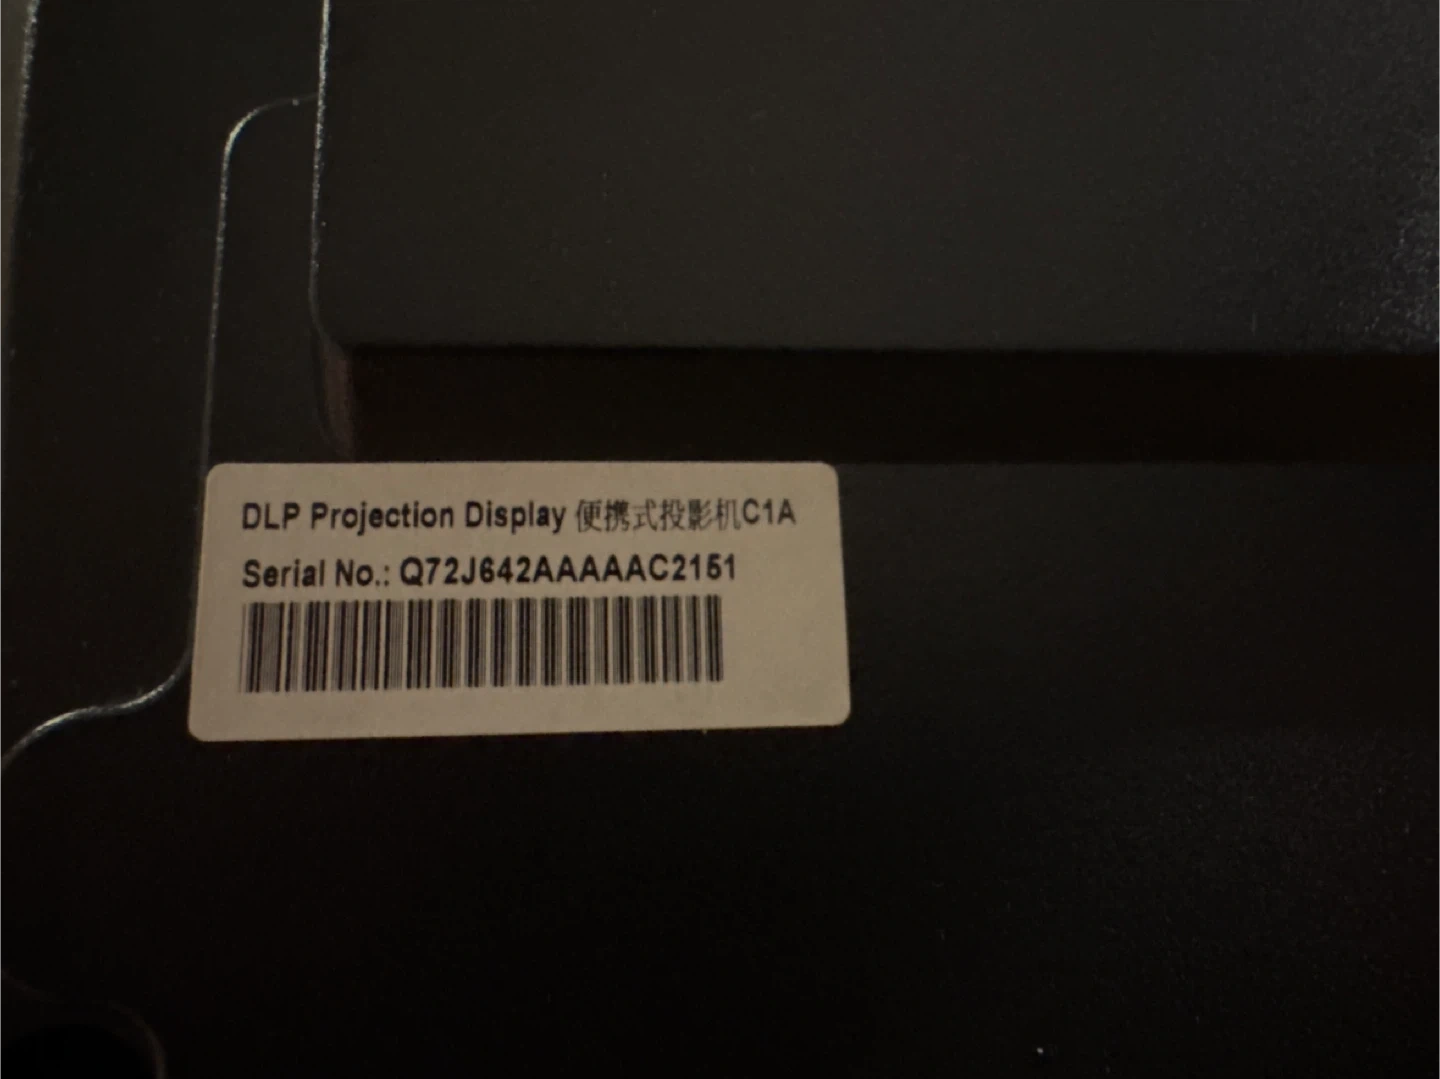 DLP Projection Display 便携式投影机C1A
Serial No.: Q72J642AAAAAC2151